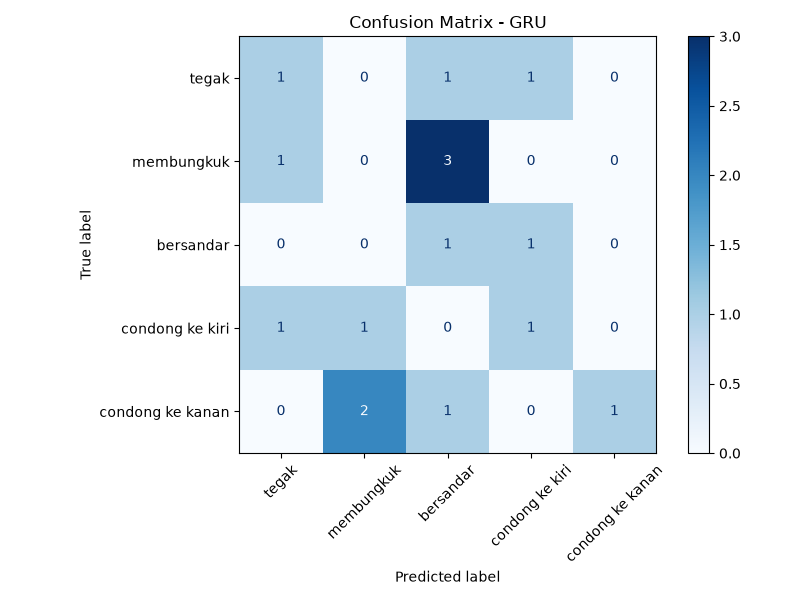 Confusion Matrix - GRU
True label
tegak 1 0 1 1 0
membungkuk 1 0 3 0 0
bersandar 0 0 1 1 0
condong ke kiri 1 1 0 1 0
condong ke kanan 0 2 1 0 1
tegak membungkuk bersandar condong ke kiri condong ke kanan
Predicted label
3.0
2.5
2.0
1.5
1.0
0.5
0.0